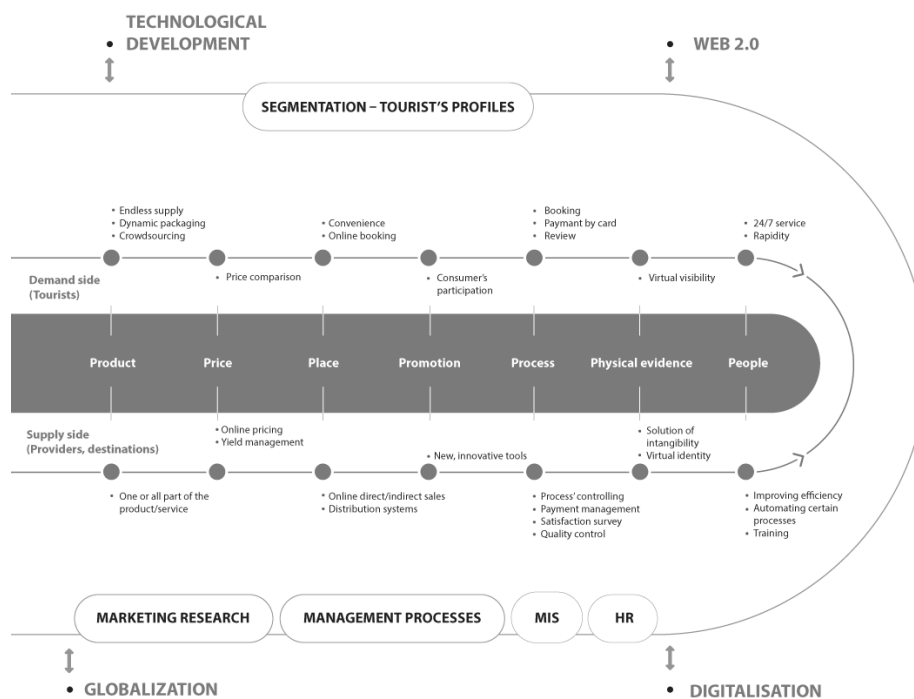 TECHNOLOGICAL
• DEVELOPMENT
• WEB 2.0
SEGMENTATION – TOURIST'S PROFILES
• Endless supply
• Dynamic packaging
• Crowdsourcing
• Convenience
• Online booking
• Booking
• Paymant by card
• Review
• 24/7 service
• Rapidity
Demand side
(Tourists)
• Price comparison
• Consumer's
participation
• Virtual visibility
Product
Price
Place
Promotion
Process
Physical evidence
People
Supply side
(Providers, destinations)
• Online pricing
• Yield management
• New, innovative tools
• Solution of
intangibility
• Virtual identity
• One or all part of the
product/service
• Online direct/indirect sales
• Distribution systems
• Process' controlling
• Payment management
• Satisfaction survey
• Quality control
• Improving efficiency
• Automating certain
processes
• Training
MARKETING RESEARCH
MANAGEMENT PROCESSES
MIS
HR
• GLOBALIZATION
• DIGITALISATION